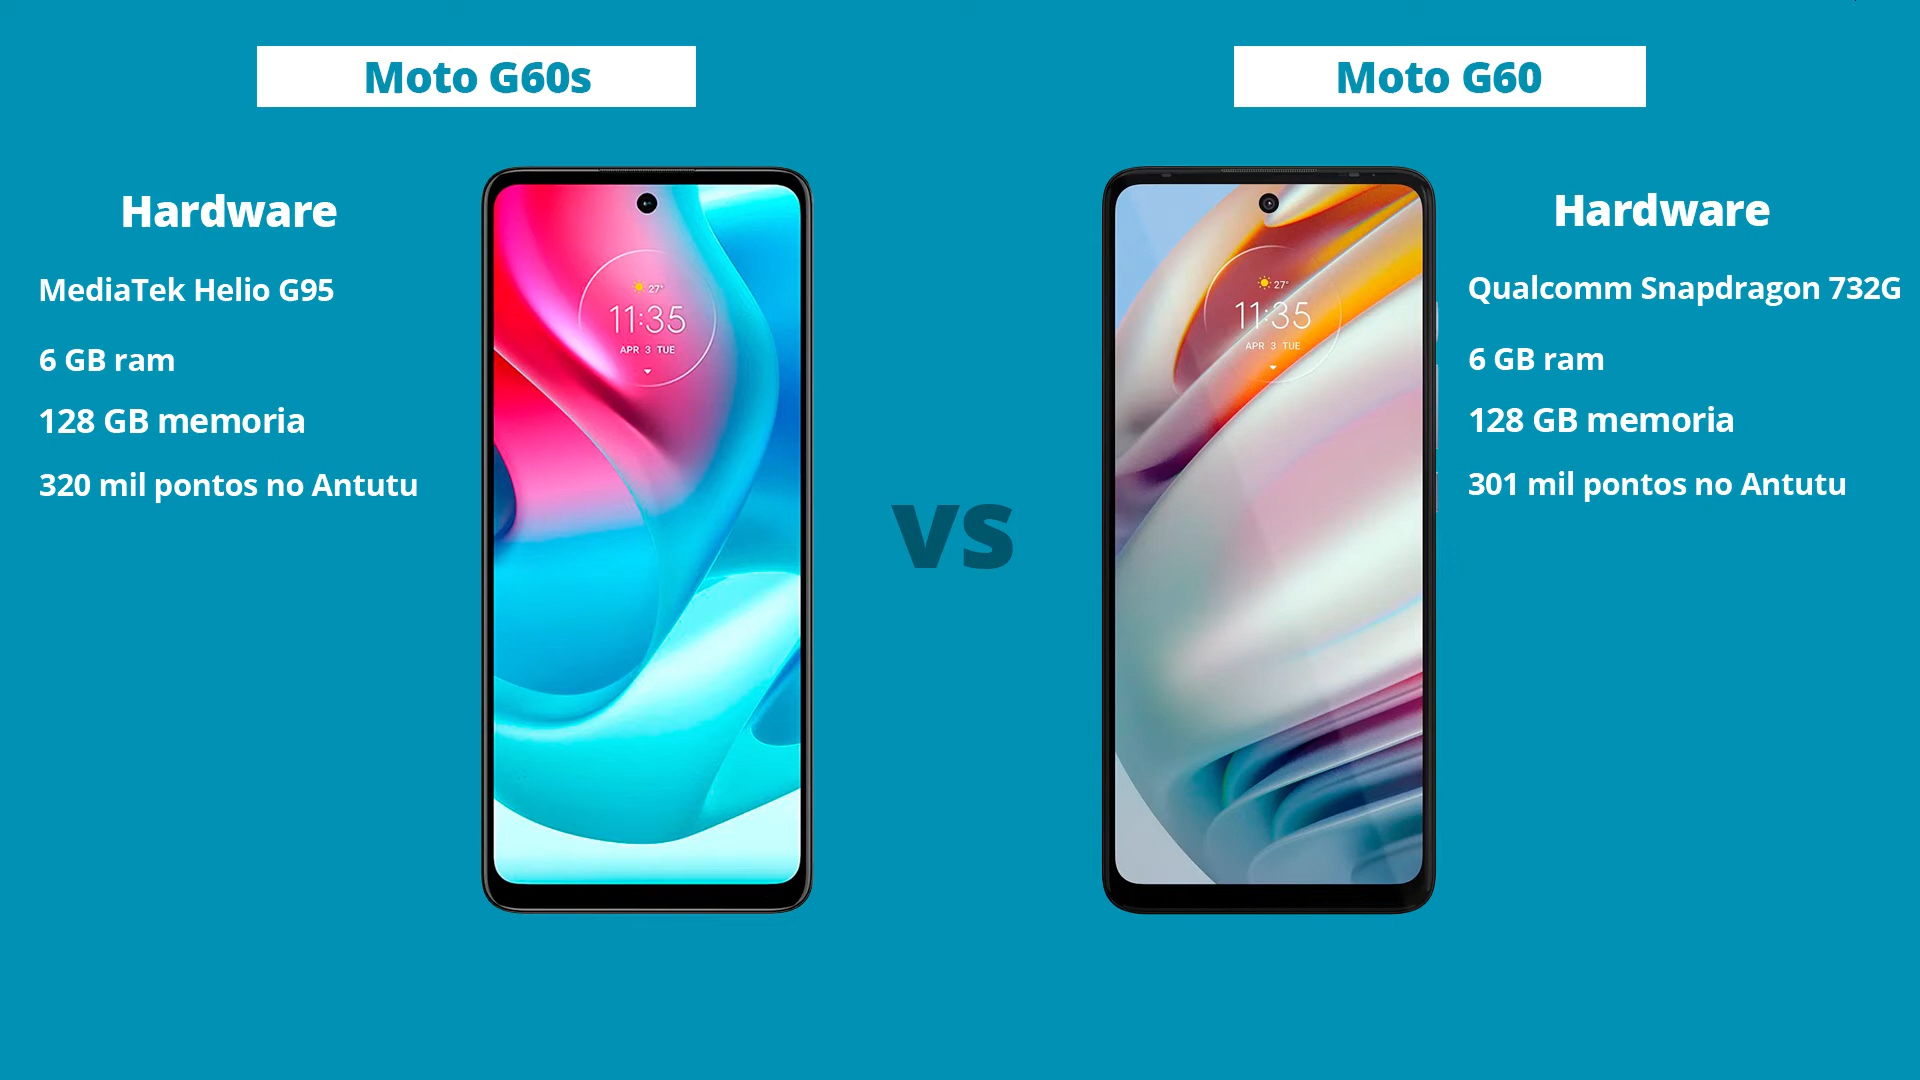 Moto G60s
Hardware
MediaTek Helio G95
6 GB ram
128 GB memoria
320 mil pontos no Antutu
27°
11:35
APR 3 TUE
vs
Moto G60
27°
11:35
APR 3 TUE
Hardware
Qualcomm Snapdragon 732G
6 GB ram
128 GB memoria
301 mil pontos no Antutu